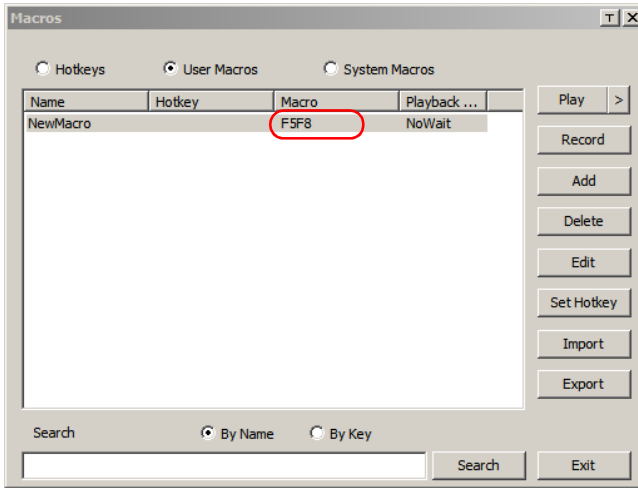 Macros
T X
Hotkeys User Macros System Macros
Name Hotkey Macro Playback ...
NewMacro F5F8 NoWait
Play >
Record
Add
Delete
Edit
Set Hotkey
Import
Export
Search By Name By Key
Search Exit